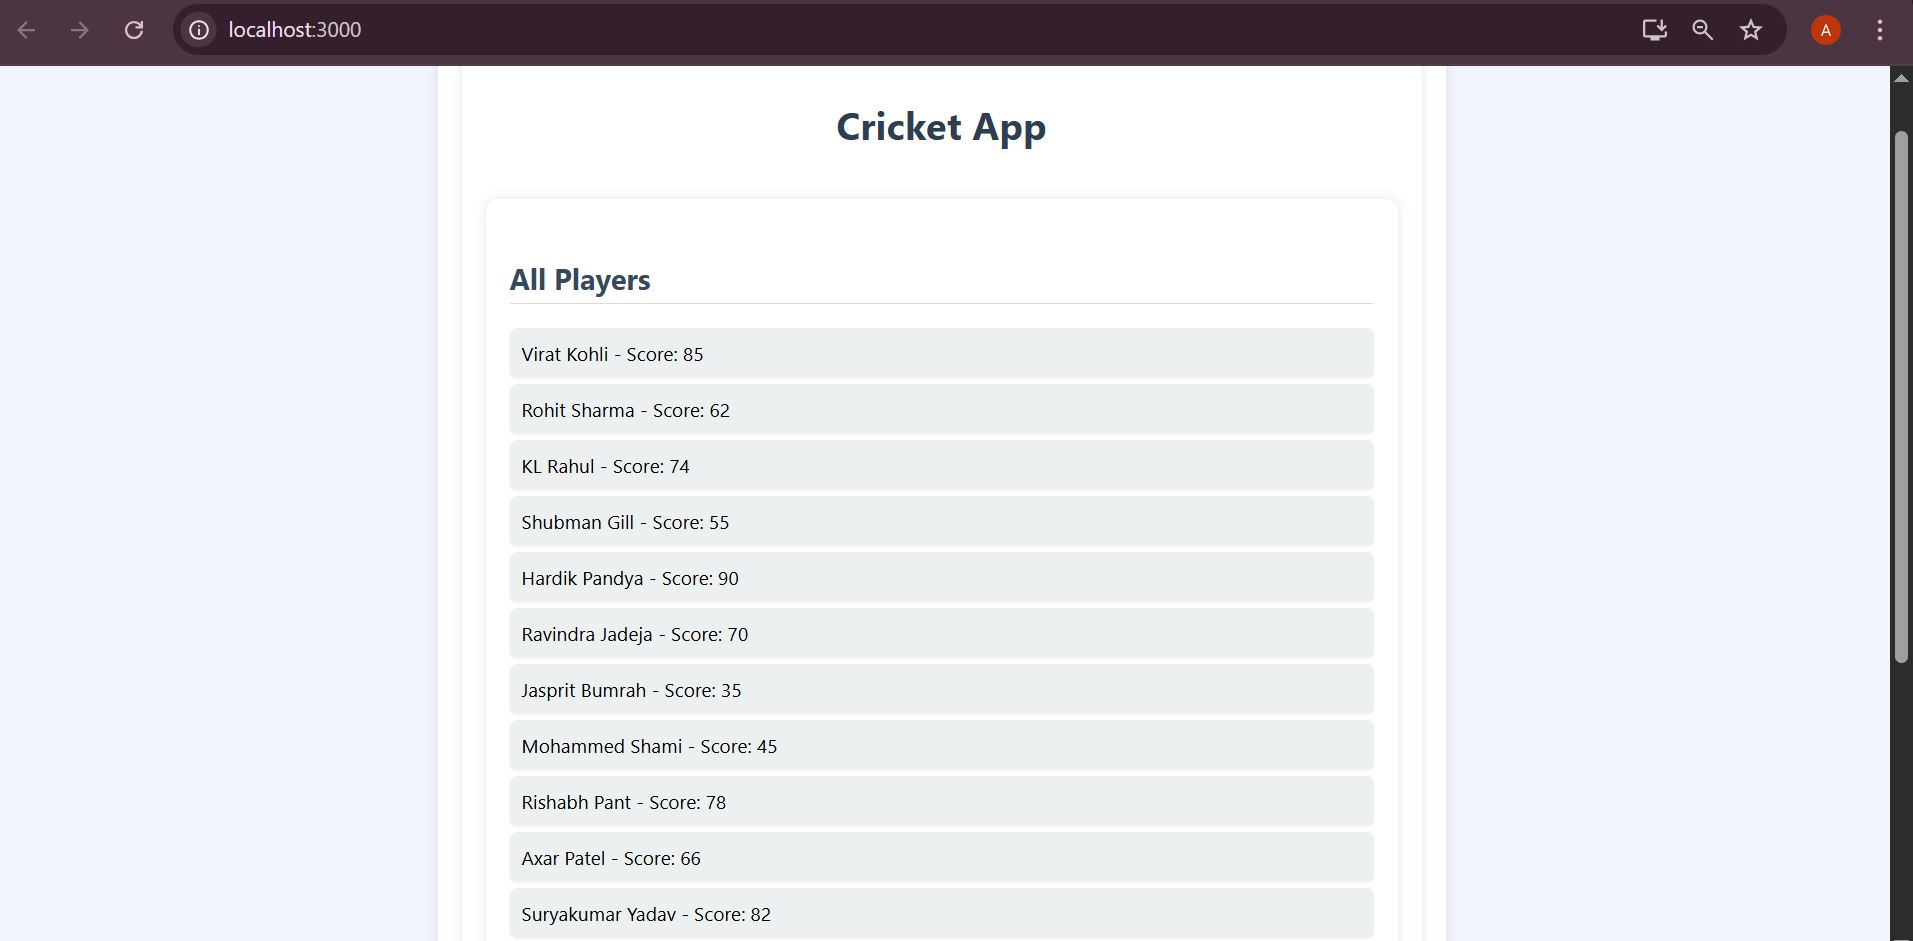 localhost:3000
A
Cricket App
All Players
Virat Kohli - Score: 85
Rohit Sharma - Score: 62
KL Rahul - Score: 74
Shubman Gill - Score: 55
Hardik Pandya - Score: 90
Ravindra Jadeja - Score: 70
Jasprit Bumrah - Score: 35
Mohammed Shami - Score: 45
Rishabh Pant - Score: 78
Axar Patel - Score: 66
Suryakumar Yadav - Score: 82